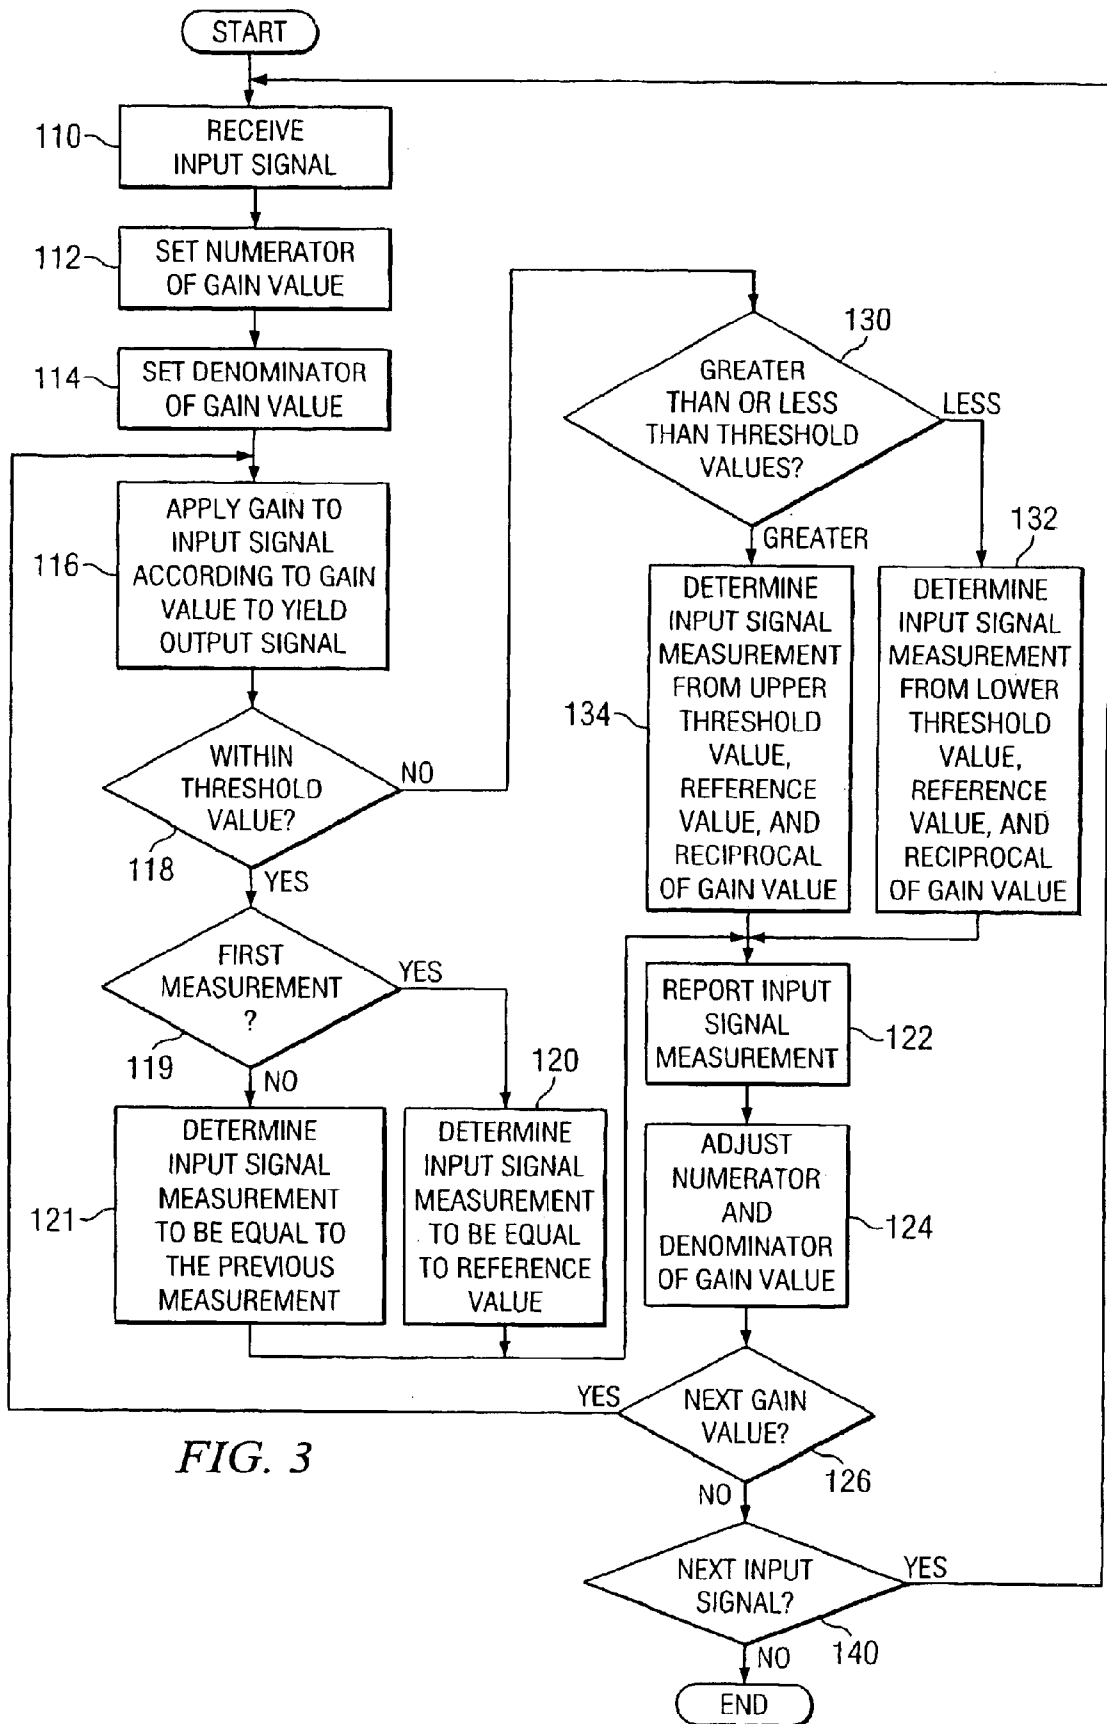 START
110
RECEIVE
INPUT SIGNAL
112
SET NUMERATOR
OF GAIN VALUE
114
SET DENOMINATOR
OF GAIN VALUE
116
APPLY GAIN TO
INPUT SIGNAL
ACCORDING TO GAIN
VALUE TO YIELD
OUTPUT SIGNAL
WITHIN
THRESHOLD
VALUE?
118
NO
YES
FIRST
MEASUREMENT
?
119
YES
NO
121
DETERMINE
INPUT SIGNAL
MEASUREMENT
TO BE EQUAL TO
THE PREVIOUS
MEASUREMENT
120
DETERMINE
INPUT SIGNAL
MEASUREMENT
TO BE EQUAL
TO REFERENCE
VALUE
130
GREATER
THAN OR LESS
THAN THRESHOLD
VALUES?
LESS
GREATER
134
DETERMINE
INPUT SIGNAL
MEASUREMENT
FROM UPPER
THRESHOLD
VALUE,
REFERENCE
VALUE, AND
RECIPROCAL
OF GAIN VALUE
132
DETERMINE
INPUT SIGNAL
MEASUREMENT
FROM LOWER
THRESHOLD
VALUE,
REFERENCE
VALUE, AND
RECIPROCAL
OF GAIN VALUE
REPORT INPUT
SIGNAL
MEASUREMENT
122
ADJUST
NUMERATOR
AND
DENOMINATOR
OF GAIN VALUE
124
YES
NEXT GAIN
VALUE?
126
NO
NEXT INPUT
SIGNAL?
YES
140
NO
END
FIG. 3